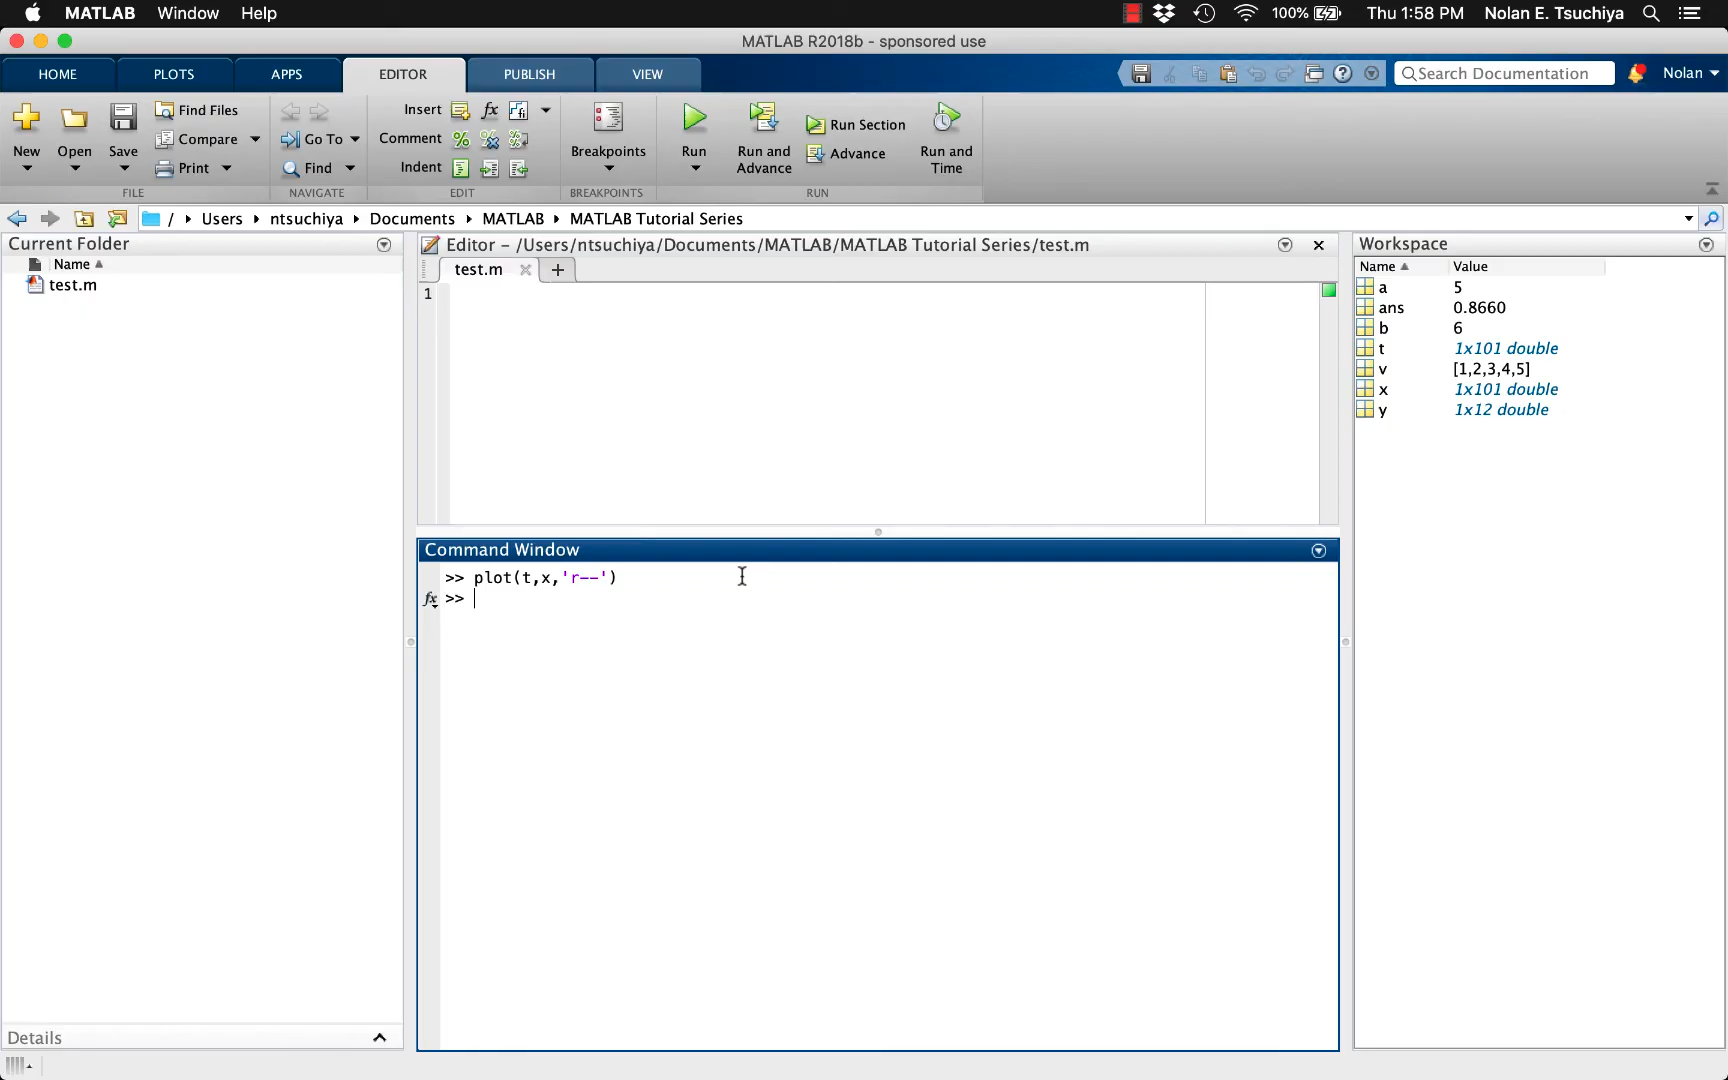 MATLAB Window Help 100% Thu 1:58 PM Nolan E. Tsuchiya
MATLAB R2018b - sponsored use
HOME PLOTS APPS EDITOR PUBLISH VIEW Search Documentation Nolan
New Open Save Find Files Compare Print
FILE
Go To Find
NAVIGATE
Insert fx fi
Comment % % %
Indent
EDIT
Breakpoints
BREAKPOINTS
Run Run and Advance Run Section Advance Run and Time
RUN
/ Users ntsuchiya Documents MATLAB MATLAB Tutorial Series
Current Folder
Name
test.m
Details
Editor - /Users/ntsuchiya/Documents/MATLAB/MATLAB Tutorial Series/test.m
test.m +
1
Command Window
>> plot(t,x,'r--')
fx >>
Workspace
Name Value
a 5
ans 0.8660
b 6
t 1x101 double
v [1,2,3,4,5]
x 1x101 double
y 1x12 double